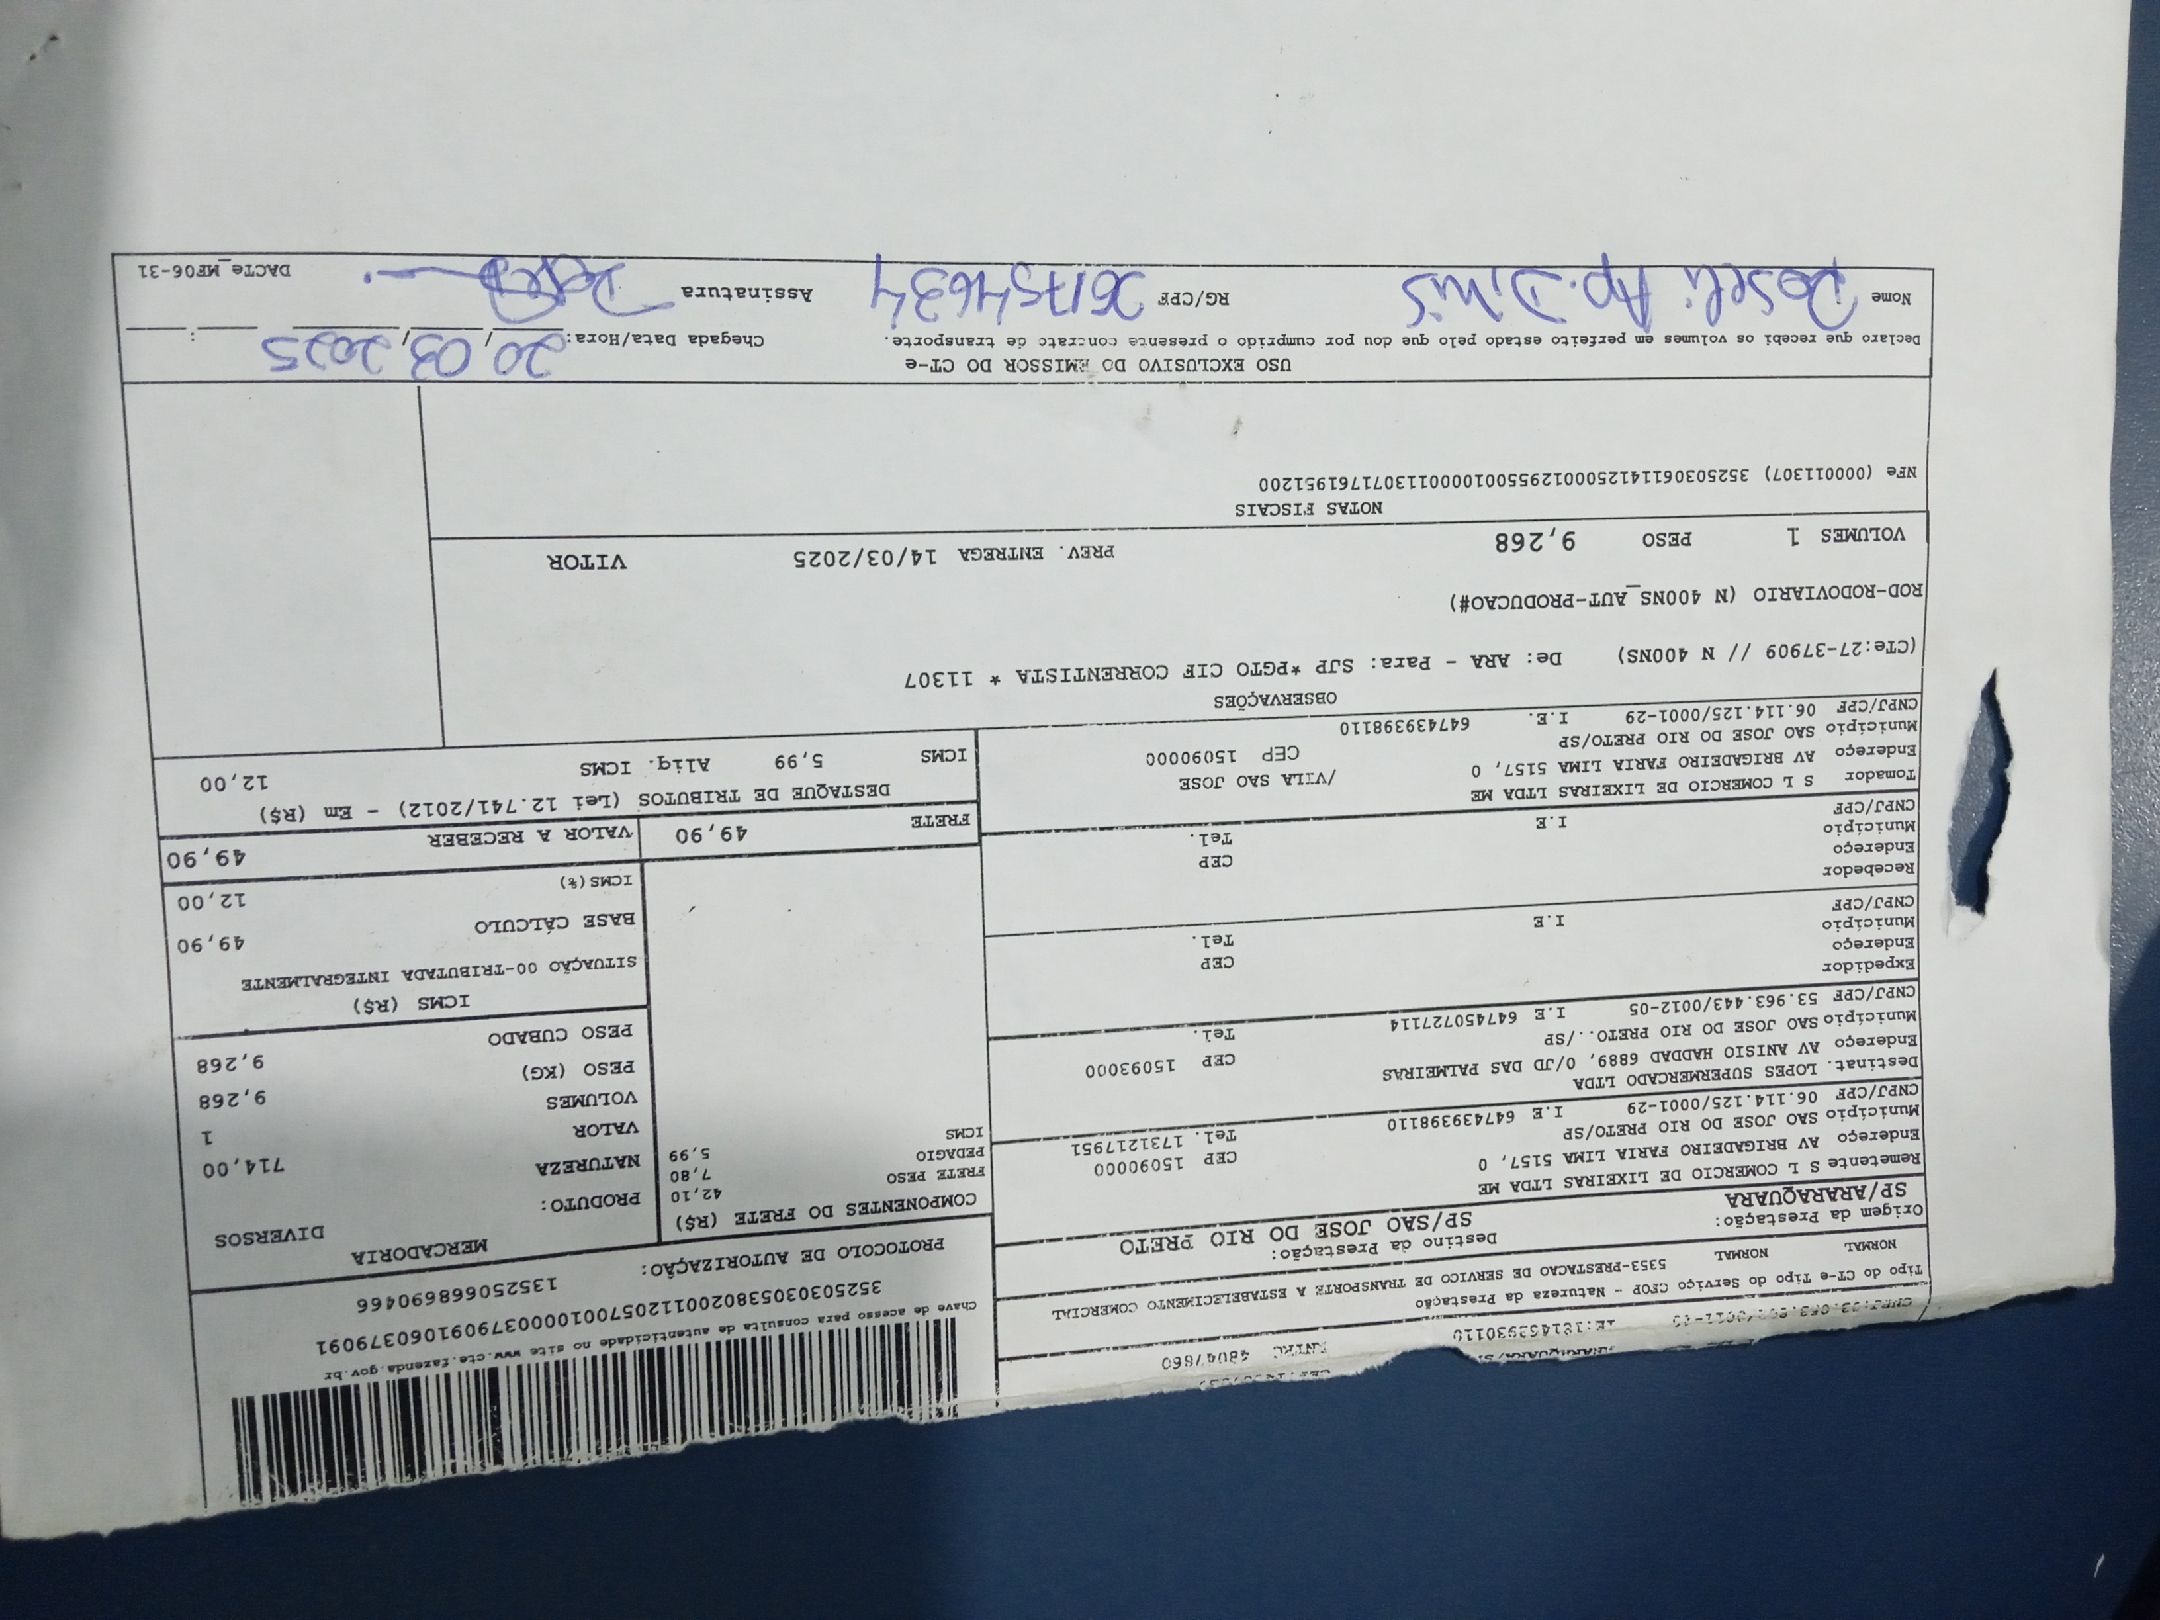 ANTRC 48047860
IE:181463930110
Tipo do CT-e Tipo do Serviço CFOP - Natureza da Prestação
NORMAL NORMAL 5353-PRESTACAO DE SERVICO DE TRANSPORTE A ESTABELECIMENTO COMERCIAL
Origem da Prestação: Destino da Prestação:
SP/ARARAQUARA SP/SAO JOSE DO RIO PRETO
Remetente S L COMERCIO DE LIXEIRAS LTDA ME
Endereço AV BRIGADEIRO FARIA LIMA 5157, 0 CEP 15090000
Município SAO JOSE DO RIO PRETO/SP Tel. 1731217951
CNPJ/CPF 06.114.125/0001-29 I.E 647439398110
Destinat. LOPES SUPERMERCADO LTDA
Endereço AV ANISIO HADDAD 6889, 0/JD DAS PALMEIRAS CEP 15093000
Município SAO JOSE DO RIO PRETO../SP Tel.
CNPJ/CPF 53.963.443/0012-05 I.E 647450727114
Expedidor
Endereço CEP
Município Tel.
CNPJ/CPF I.E
Recebedor
Endereço CEP
Município Tel.
CNPJ/CPF I.E
Tomador S L COMERCIO DE LIXEIRAS LTDA ME
Endereço AV BRIGADEIRO FARIA LIMA 5157, 0 /VILA SAO JOSE
Município SAO JOSE DO RIO PRETO/SP CEP 15090000
CNPJ/CPF 06.114.125/0001-29 I.E. 647439398110
Chave de acesso para consulta de autenticidade no site www.cte.fazenda.gov.br
35250303053802001120570010000379091060379091
PROTOCOLO DE AUTORIZAÇÃO: 135250668690466
COMPONENTES DO FRETE (R$)
FRETE PESO 42,10
PEDAGIO 7,80
ICMS 5,99
MERCADORIA
PRODUTO: DIVERSOS
NATUREZA
VALOR 714,00
VOLUMES 1
PESO (KG) 9,268
PESO CUBADO 9,268
ICMS (R$)
SITUAÇÃO 00-TRIBUTADA INTEGRALMENTE
BASE CÁLCULO 49,90
ICMS(%) 12,00
FRETE 49,90 VALOR A RECEBER 49,90
DESTAQUE DE TRIBUTOS (Lei 12.741/2012) - Em (R$)
ICMS 5,99 Aliq. ICMS 12,00
OBSERVAÇÕES
(CTe:27-37909 // N 400NS) De: ARA - Para: SJP *PGTO CIF CORRENTISTA * 11307
ROD-RODOVIARIO (N 400NS_AUT-PRODUCAO#)
VOLUMES 1 PESO 9,268 PREV. ENTREGA 14/03/2025 VITOR
NOTAS FISCAIS
NFe (000011307) 35250306114125000129550010000113071761951200
USO EXCLUSIVO DO EMISSOR DO CT-e
Declaro que recebi os volumes em perfeito estado pelo que dou por cumprido o presente contrato de transporte. Chegada Data/Hora: 20/03/2025 :
Nome Roseli Ap. Dinis RG/CPF 261754634 Assinatura
DACTe_MF06-31